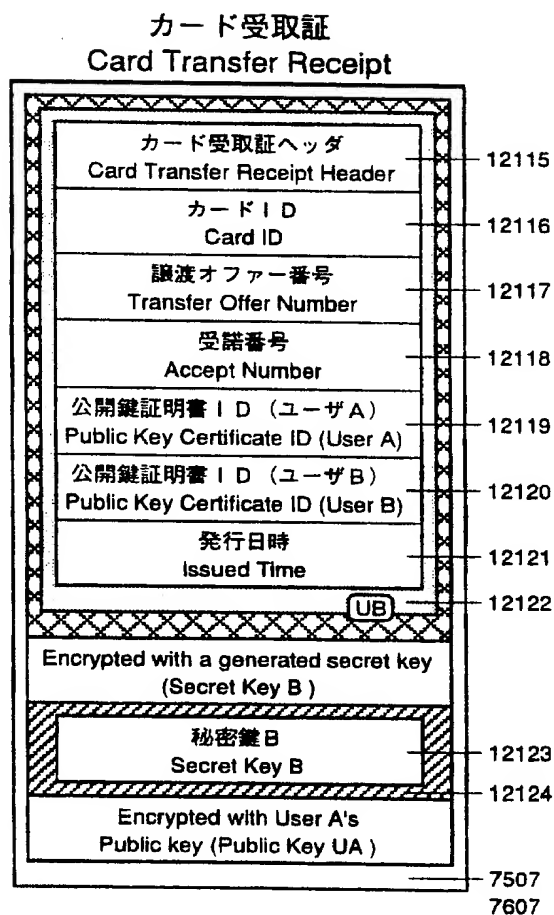 カード受取証
Card Transfer Receipt
カード受取証ヘッダ
Card Transfer Receipt Header
12115
カードＩＤ
Card ID
12116
譲渡オファー番号
Transfer Offer Number
12117
受諾番号
Accept Number
12118
公開鍵証明書ＩＤ（ユーザＡ）
Public Key Certificate ID (User A)
12119
公開鍵証明書ＩＤ（ユーザＢ）
Public Key Certificate ID (User B)
12120
発行日時
Issued Time
12121
UB
12122
Encrypted with a generated secret key
(Secret Key B )
秘密鍵B
Secret Key B
12123
12124
Encrypted with User A's
Public key (Public Key UA )
7507
7607